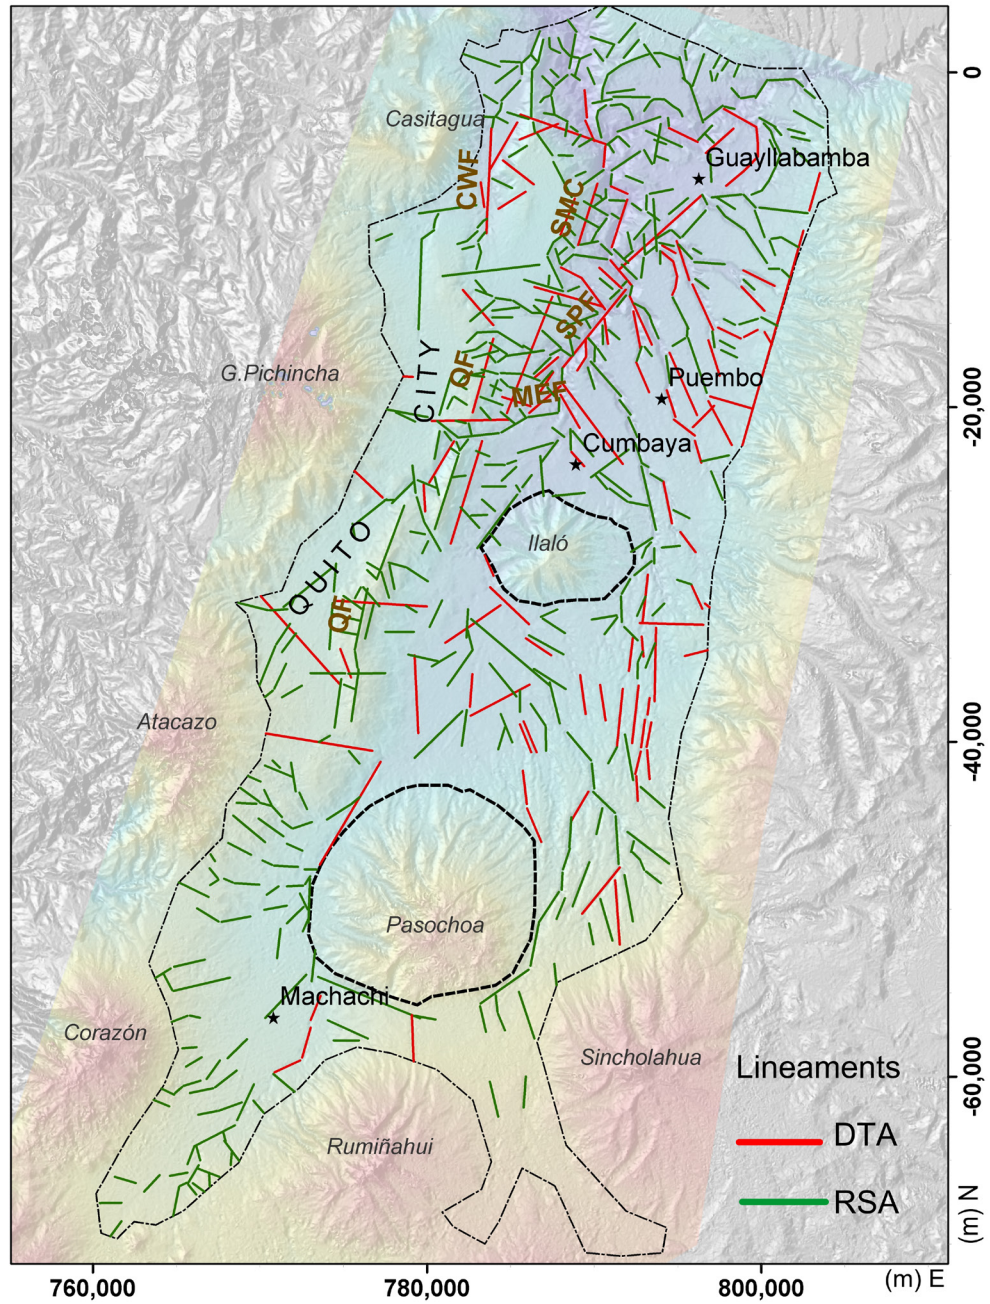 Casitagua
CWF
SMC
Guayllabamba
0
SPF
G.Pichincha
QF
MEF
Puembo
-20,000
Cumbaya
QUITO CITY
Ilaló
QF
Atacazo
-40,000
Pasochoa
Machachi
Corazón
Sincholahua
Lineaments
-60,000
DTA
Rumiñahui
RSA
(m) N
760,000
780,000
800,000
(m) E